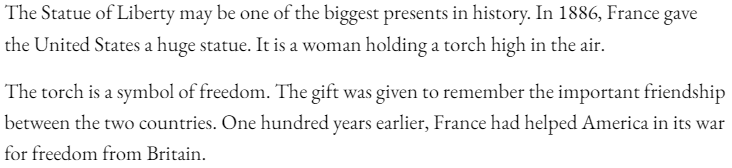 The Statue of Liberty may be one of the biggest presents in history. In 1886, France gave
the United States a huge statue. It is a woman holding a torch high in the air.
The torch is a symbol of freedom. The gift was given to remember the important friendship
between the two countries. One hundred years earlier, France had helped America in its war
for freedom from Britain.